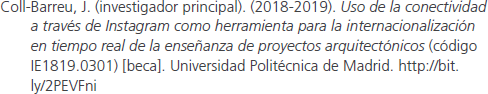 Coll-Barreu, J. (investigador principal). (2018-2019). Uso de la conectividad
a través de Instagram como herramienta para la internacionalización
en tiempo real de la enseñanza de proyectos arquitectónicos (código
IE1819.0301) [beca]. Universidad Politécnica de Madrid. http://bit.
ly/2PEVFni